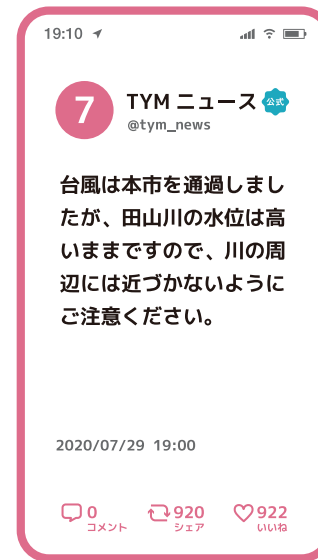 19:10
7
TYM ニュース 公式
@tym_news
台風は本市を通過しまし
たが、田山川の水位は高
いままですので、川の周
辺には近づかないように
ご注意ください。
2020/07/29 19:00
0 920 922
コメント シェア いいね